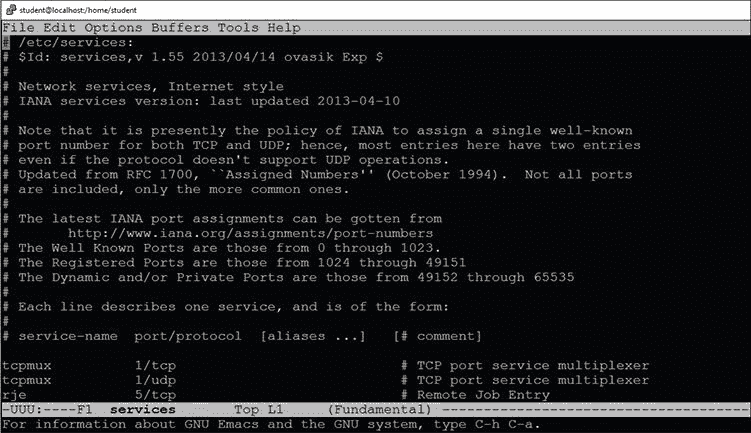 student@localhost:/home/student
File Edit Options Buffers Tools Help
# /etc/services:
# $Id: services,v 1.55 2013/04/14 ovasik Exp $
#
# Network services, Internet style
# IANA services version: last updated 2013-04-10
#
# Note that it is presently the policy of IANA to assign a single well-known
# port number for both TCP and UDP; hence, most entries here have two entries
# even if the protocol doesn't support UDP operations.
# Updated from RFC 1700, ``Assigned Numbers'' (October 1994).  Not all ports
# are included, only the more common ones.
#
# The latest IANA port assignments can be gotten from
#       http://www.iana.org/assignments/port-numbers
# The Well Known Ports are those from 0 through 1023.
# The Registered Ports are those from 1024 through 49151
# The Dynamic and/or Private Ports are those from 49152 through 65535
#
# Each line describes one service, and is of the form:
#
# service-name  port/protocol  [aliases ...]   [# comment]
tcpmux          1/tcp                           # TCP port service multiplexer
tcpmux          1/udp                           # TCP port service multiplexer
rje             5/tcp                           # Remote Job Entry
-UUU:----F1  services       Top L1     (Fundamental) ------------------------------------------
For information about GNU Emacs and the GNU system, type C-h C-a.